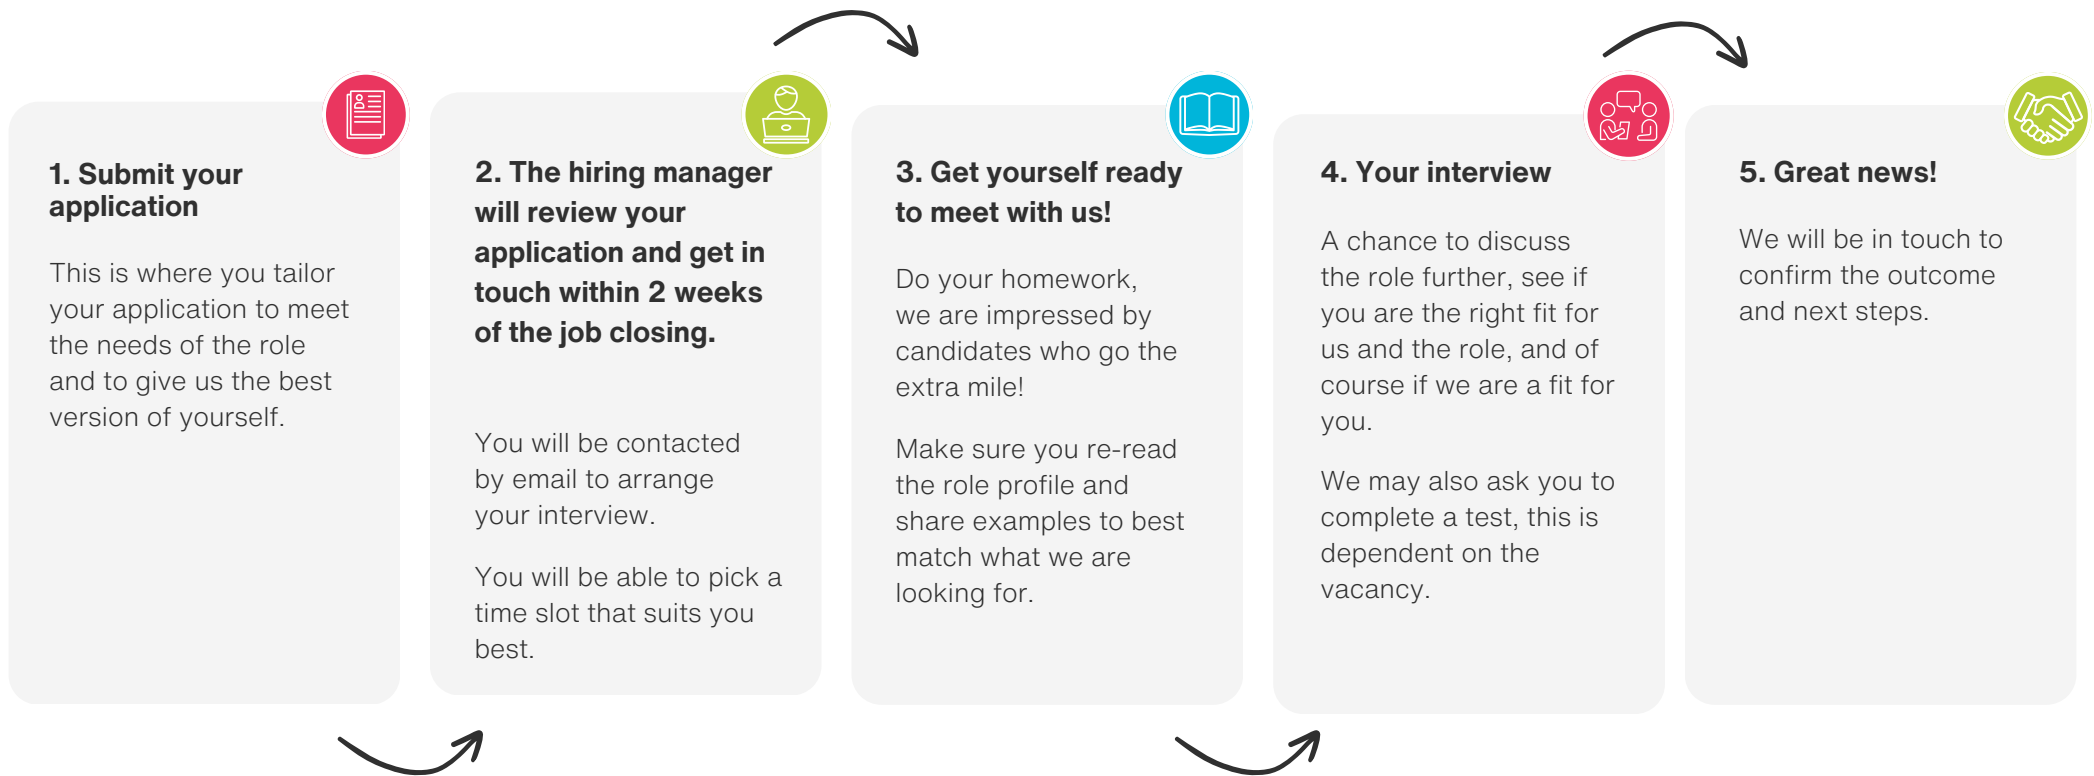 1. Submit your
application
This is where you tailor
your application to meet
the needs of the role
and to give us the best
version of yourself.
2. The hiring manager
will review your
application and get in
touch within 2 weeks
of the job closing.
You will be contacted
by email to arrange
your interview.
You will be able to pick a
time slot that suits you
best.
3. Get yourself ready
to meet with us!
Do your homework,
we are impressed by
candidates who go the
extra mile!
Make sure you re-read
the role profile and
share examples to best
match what we are
looking for.
4. Your interview
A chance to discuss
the role further, see if
you are the right fit for
us and the role, and of
course if we are a fit for
you.
We may also ask you to
complete a test, this is
dependent on the
vacancy.
5. Great news!
We will be in touch to
confirm the outcome
and next steps.